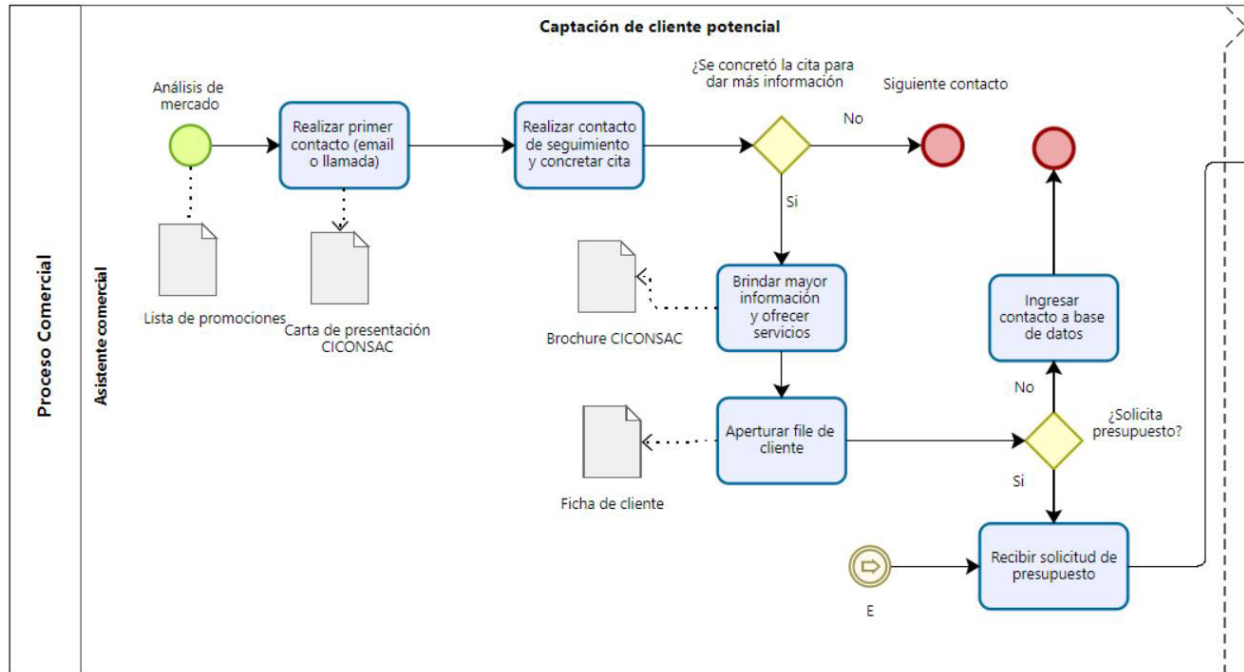 Captación de cliente potencial
Proceso Comercial
Asistente comercial
Análisis de
mercado
Realizar primer
contacto (email
o llamada)
Realizar contacto
de seguimiento
y concretar cita
¿Se concretó la cita para
dar más información
No
Siguiente contacto
Si
Lista de promociones
Carta de presentación
CICONSAC
Brochure CICONSAC
Brindar mayor
información
y ofrecer
servicios
Ingresar
contacto a base
de datos
No
Aperturar file de
cliente
¿Solicita
presupuesto?
Ficha de cliente
Sí
Recibir solicitud de
presupuesto
E